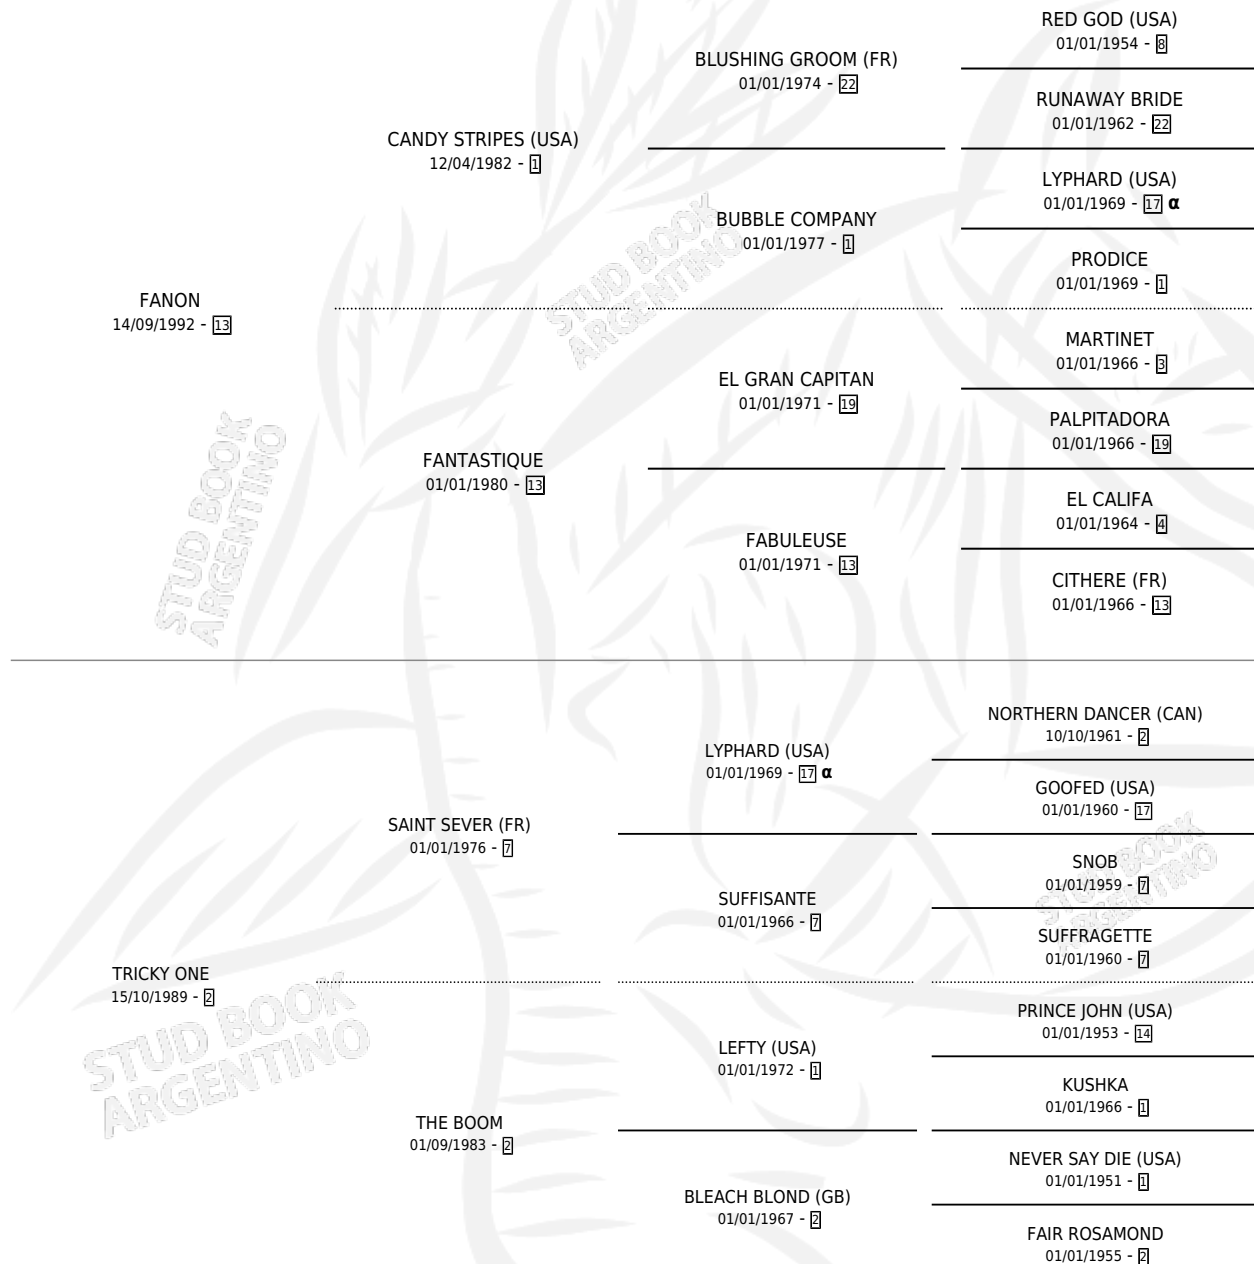 RED GOD (USA)
01/01/1954 - 8
BLUSHING GROOM (FR)
01/01/1974 - 22
RUNAWAY BRIDE
01/01/1962 - 22
CANDY STRIPES (USA)
12/04/1982 - 1
LYPHARD (USA)
01/01/1969 - 17 α
BUBBLE COMPANY
01/01/1977 - 1
PRODICE
01/01/1969 - 1
FANON
14/09/1992 - 13
MARTINET
01/01/1966 - 3
EL GRAN CAPITAN
01/01/1971 - 19
PALPITADORA
01/01/1966 - 19
FANTASTIQUE
01/01/1980 - 13
EL CALIFA
01/01/1964 - 4
FABULEUSE
01/01/1971 - 13
CITHERE (FR)
01/01/1966 - 13
NORTHERN DANCER (CAN)
10/10/1961 - 2
LYPHARD (USA)
01/01/1969 - 17 α
GOOFED (USA)
01/01/1960 - 17
SAINT SEVER (FR)
01/01/1976 - 7
SNOB
01/01/1959 - 7
SUFFISANTE
01/01/1966 - 7
SUFFRAGETTE
01/01/1960 - 7
TRICKY ONE
15/10/1989 - 2
PRINCE JOHN (USA)
01/01/1953 - 14
LEFTY (USA)
01/01/1972 - 1
KUSHKA
01/01/1966 - 1
THE BOOM
01/09/1983 - 2
NEVER SAY DIE (USA)
01/01/1951 - 1
BLEACH BLOND (GB)
01/01/1967 - 2
FAIR ROSAMOND
01/01/1955 - 2
STUD BOOK
ARGENTINO
STUD BOOK
ARGENTINO
STUD BOOK
ARGENTINO
STUD BOOK
ARGENTINO